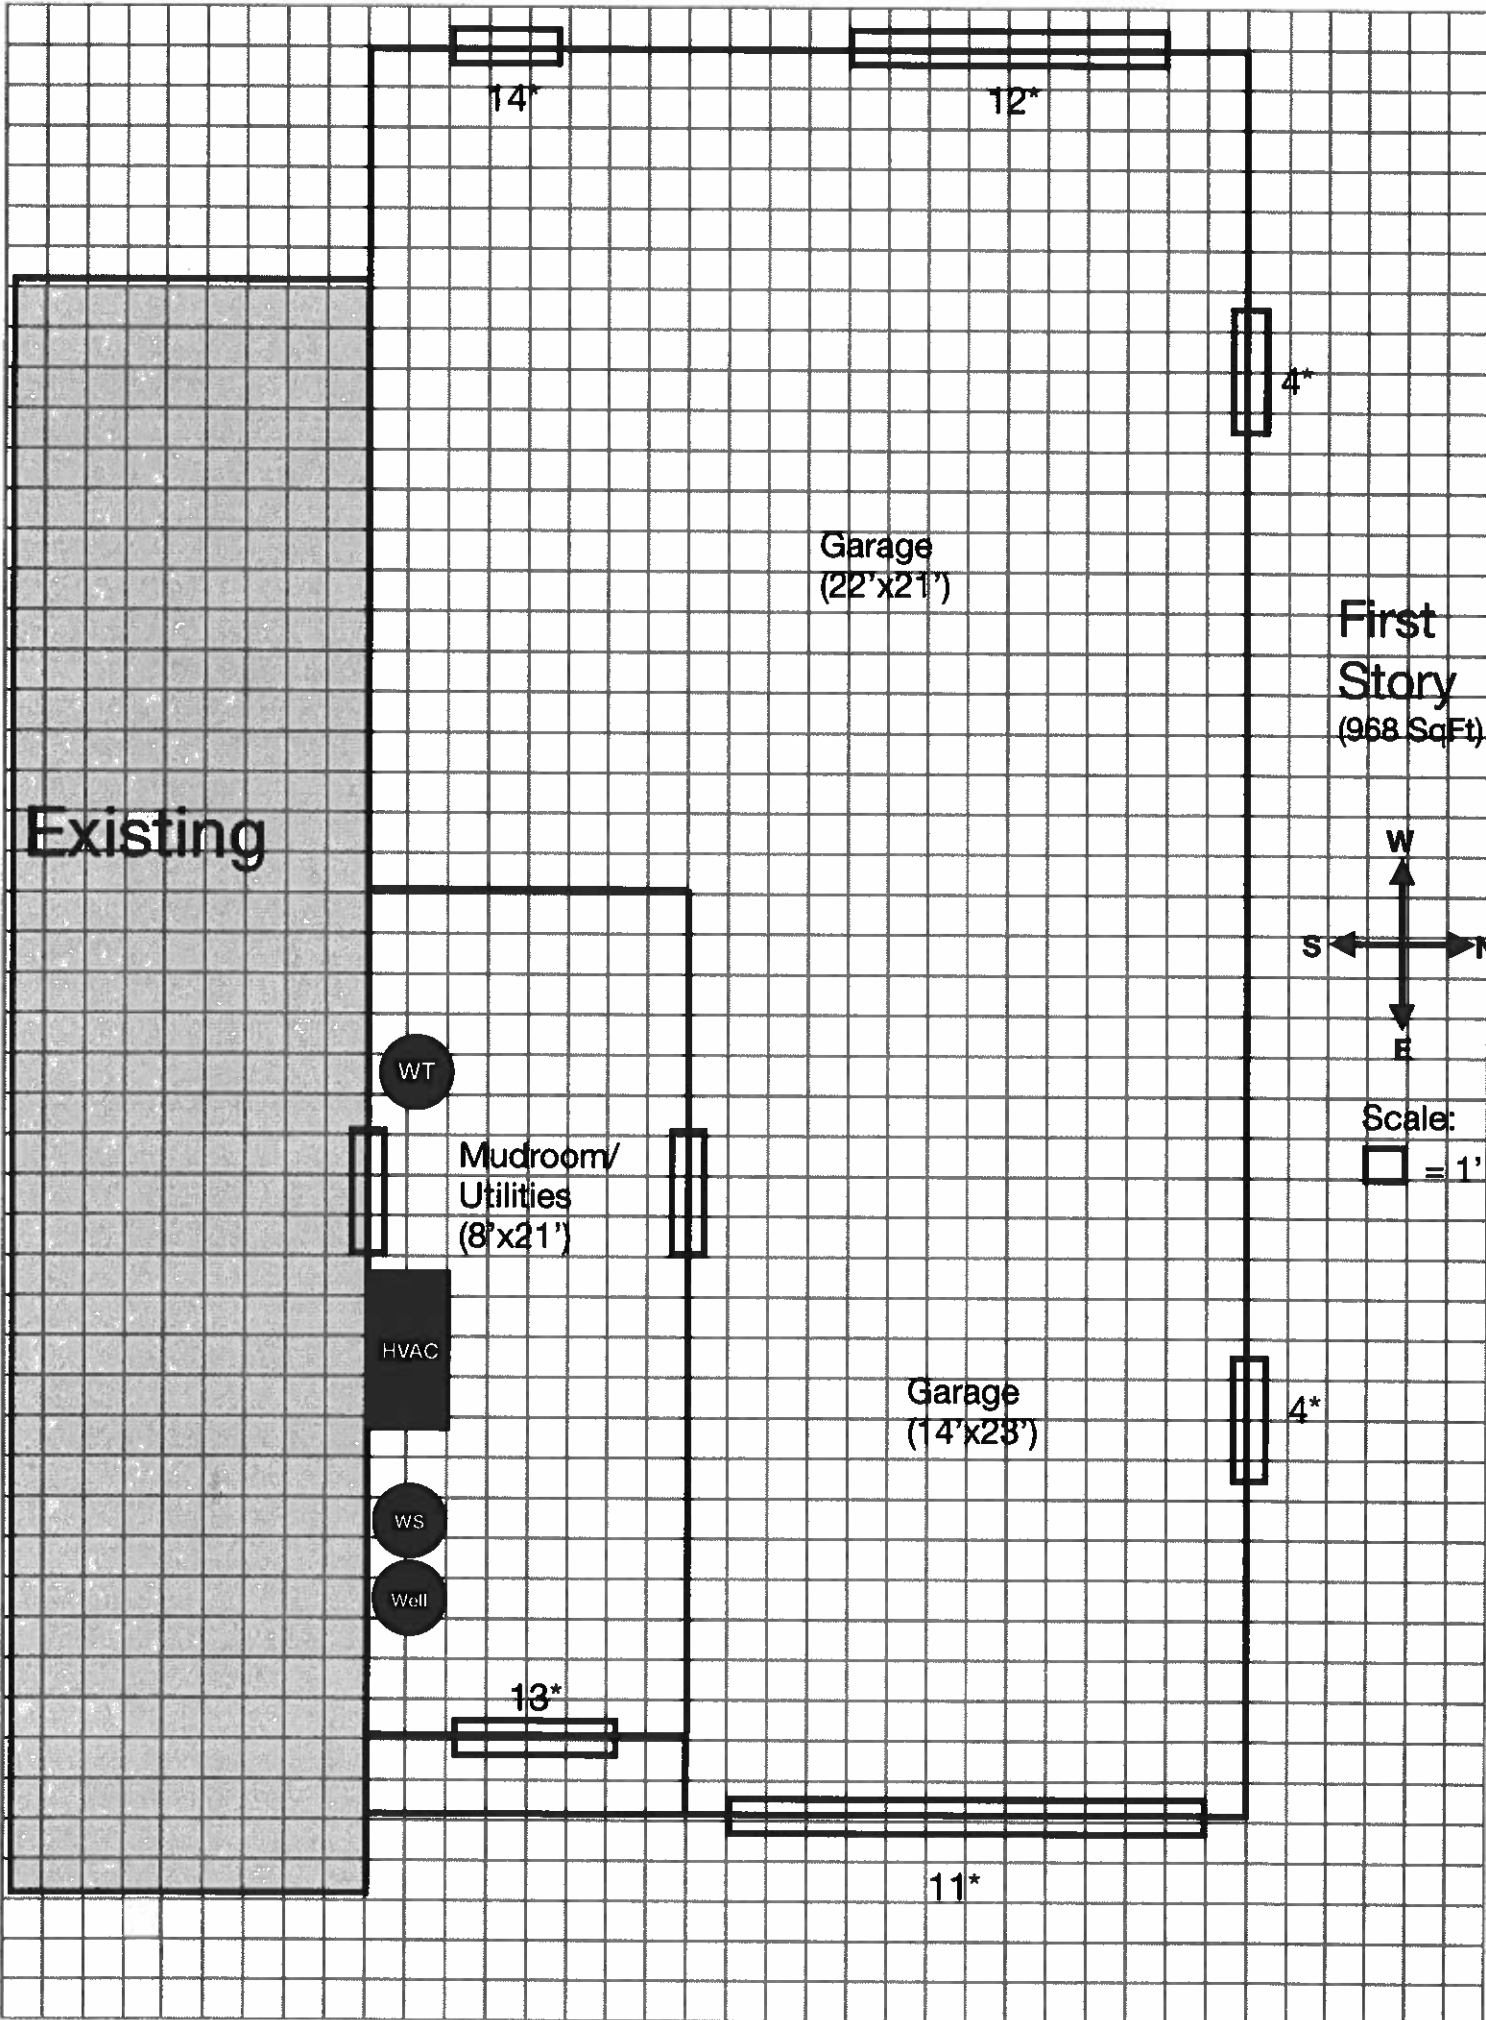 14*
12*
4*
Garage
(22'x21')
First
Story
(968 SqFt)
Existing
W
S
N
E
WT
Scale:
= 1'
Mudroom/
Utilities
(8'x21')
HVAC
Garage
(14'x23')
4*
WS
Well
13*
11*